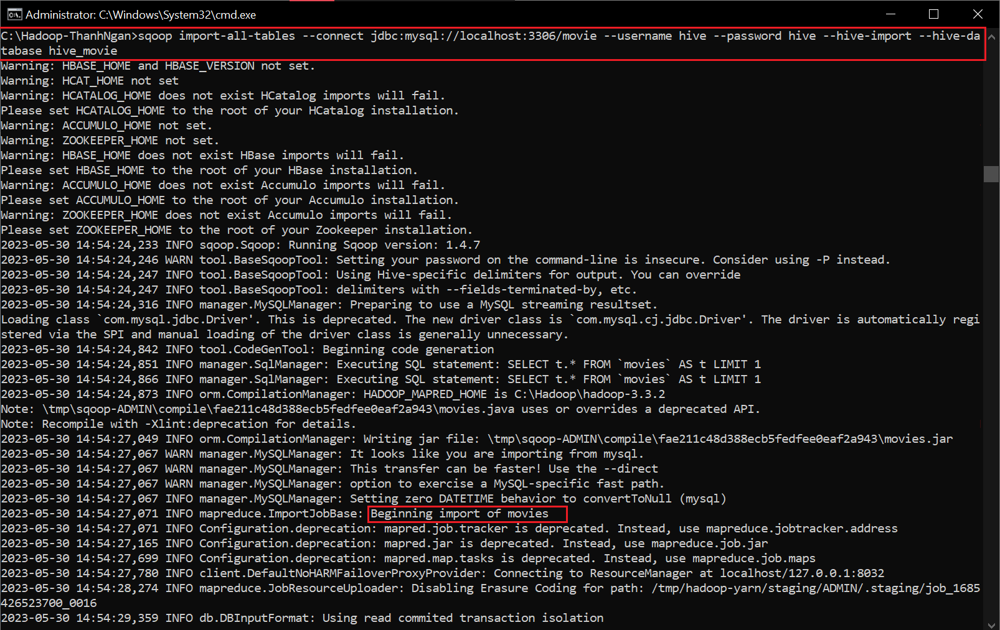 Administrator: C:\Windows\System32\cmd.exe
C:\Hadoop-ThanhNgan>sqoop import-all-tables --connect jdbc:mysql://localhost:3306/movie --username hive --password hive --hive-import --hive-da
tabase hive_movie
Warning: HBASE_HOME and HBASE_VERSION not set.
Warning: HCAT_HOME not set
Warning: HCATALOG_HOME does not exist HCatalog imports will fail.
Please set HCATALOG_HOME to the root of your HCatalog installation.
Warning: ACCUMULO_HOME not set.
Warning: ZOOKEEPER_HOME not set.
Warning: HBASE_HOME does not exist HBase imports will fail.
Please set HBASE_HOME to the root of your HBase installation.
Warning: ACCUMULO_HOME does not exist Accumulo imports will fail.
Please set ACCUMULO_HOME to the root of your Accumulo installation.
Warning: ZOOKEEPER_HOME does not exist Accumulo imports will fail.
Please set ZOOKEEPER_HOME to the root of your Zookeeper installation.
2023-05-30 14:54:24,233 INFO sqoop.Sqoop: Running Sqoop version: 1.4.7
2023-05-30 14:54:24,246 WARN tool.BaseSqoopTool: Setting your password on the command-line is insecure. Consider using -P instead.
2023-05-30 14:54:24,247 INFO tool.BaseSqoopTool: Using Hive-specific delimiters for output. You can override
2023-05-30 14:54:24,247 INFO tool.BaseSqoopTool: delimiters with --fields-terminated-by, etc.
2023-05-30 14:54:24,316 INFO manager.MySQLManager: Preparing to use a MySQL streaming resultset.
Loading class `com.mysql.jdbc.Driver'. This is deprecated. The new driver class is `com.mysql.cj.jdbc.Driver'. The driver is automatically regi
stered via the SPI and manual loading of the driver class is generally unnecessary.
2023-05-30 14:54:24,842 INFO tool.CodeGenTool: Beginning code generation
2023-05-30 14:54:24,851 INFO manager.SqlManager: Executing SQL statement: SELECT t.* FROM `movies` AS t LIMIT 1
2023-05-30 14:54:24,866 INFO manager.SqlManager: Executing SQL statement: SELECT t.* FROM `movies` AS t LIMIT 1
2023-05-30 14:54:24,873 INFO orm.CompilationManager: HADOOP_MAPRED_HOME is C:\Hadoop\hadoop-3.3.2
Note: \tmp\sqoop-ADMIN\compile\fae211c48d388ecb5fedfee0eaf2a943\movies.java uses or overrides a deprecated API.
Note: Recompile with -Xlint:deprecation for details.
2023-05-30 14:54:27,049 INFO orm.CompilationManager: Writing jar file: \tmp\sqoop-ADMIN\compile\fae211c48d388ecb5fedfee0eaf2a943\movies.jar
2023-05-30 14:54:27,067 WARN manager.MySQLManager: It looks like you are importing from mysql.
2023-05-30 14:54:27,067 WARN manager.MySQLManager: This transfer can be faster! Use the --direct
2023-05-30 14:54:27,067 WARN manager.MySQLManager: option to exercise a MySQL-specific fast path.
2023-05-30 14:54:27,067 INFO manager.MySQLManager: Setting zero DATETIME behavior to convertToNull (mysql)
2023-05-30 14:54:27,071 INFO mapreduce.ImportJobBase: Beginning import of movies
2023-05-30 14:54:27,071 INFO Configuration.deprecation: mapred.job.tracker is deprecated. Instead, use mapreduce.jobtracker.address
2023-05-30 14:54:27,165 INFO Configuration.deprecation: mapred.jar is deprecated. Instead, use mapreduce.job.jar
2023-05-30 14:54:27,699 INFO Configuration.deprecation: mapred.map.tasks is deprecated. Instead, use mapreduce.job.maps
2023-05-30 14:54:27,780 INFO client.DefaultNoHARMFailoverProxyProvider: Connecting to ResourceManager at localhost/127.0.0.1:8032
2023-05-30 14:54:28,274 INFO mapreduce.JobResourceUploader: Disabling Erasure Coding for path: /tmp/hadoop-yarn/staging/ADMIN/.staging/job_1685
426523700_0016
2023-05-30 14:54:29,359 INFO db.DBInputFormat: Using read commited transaction isolation